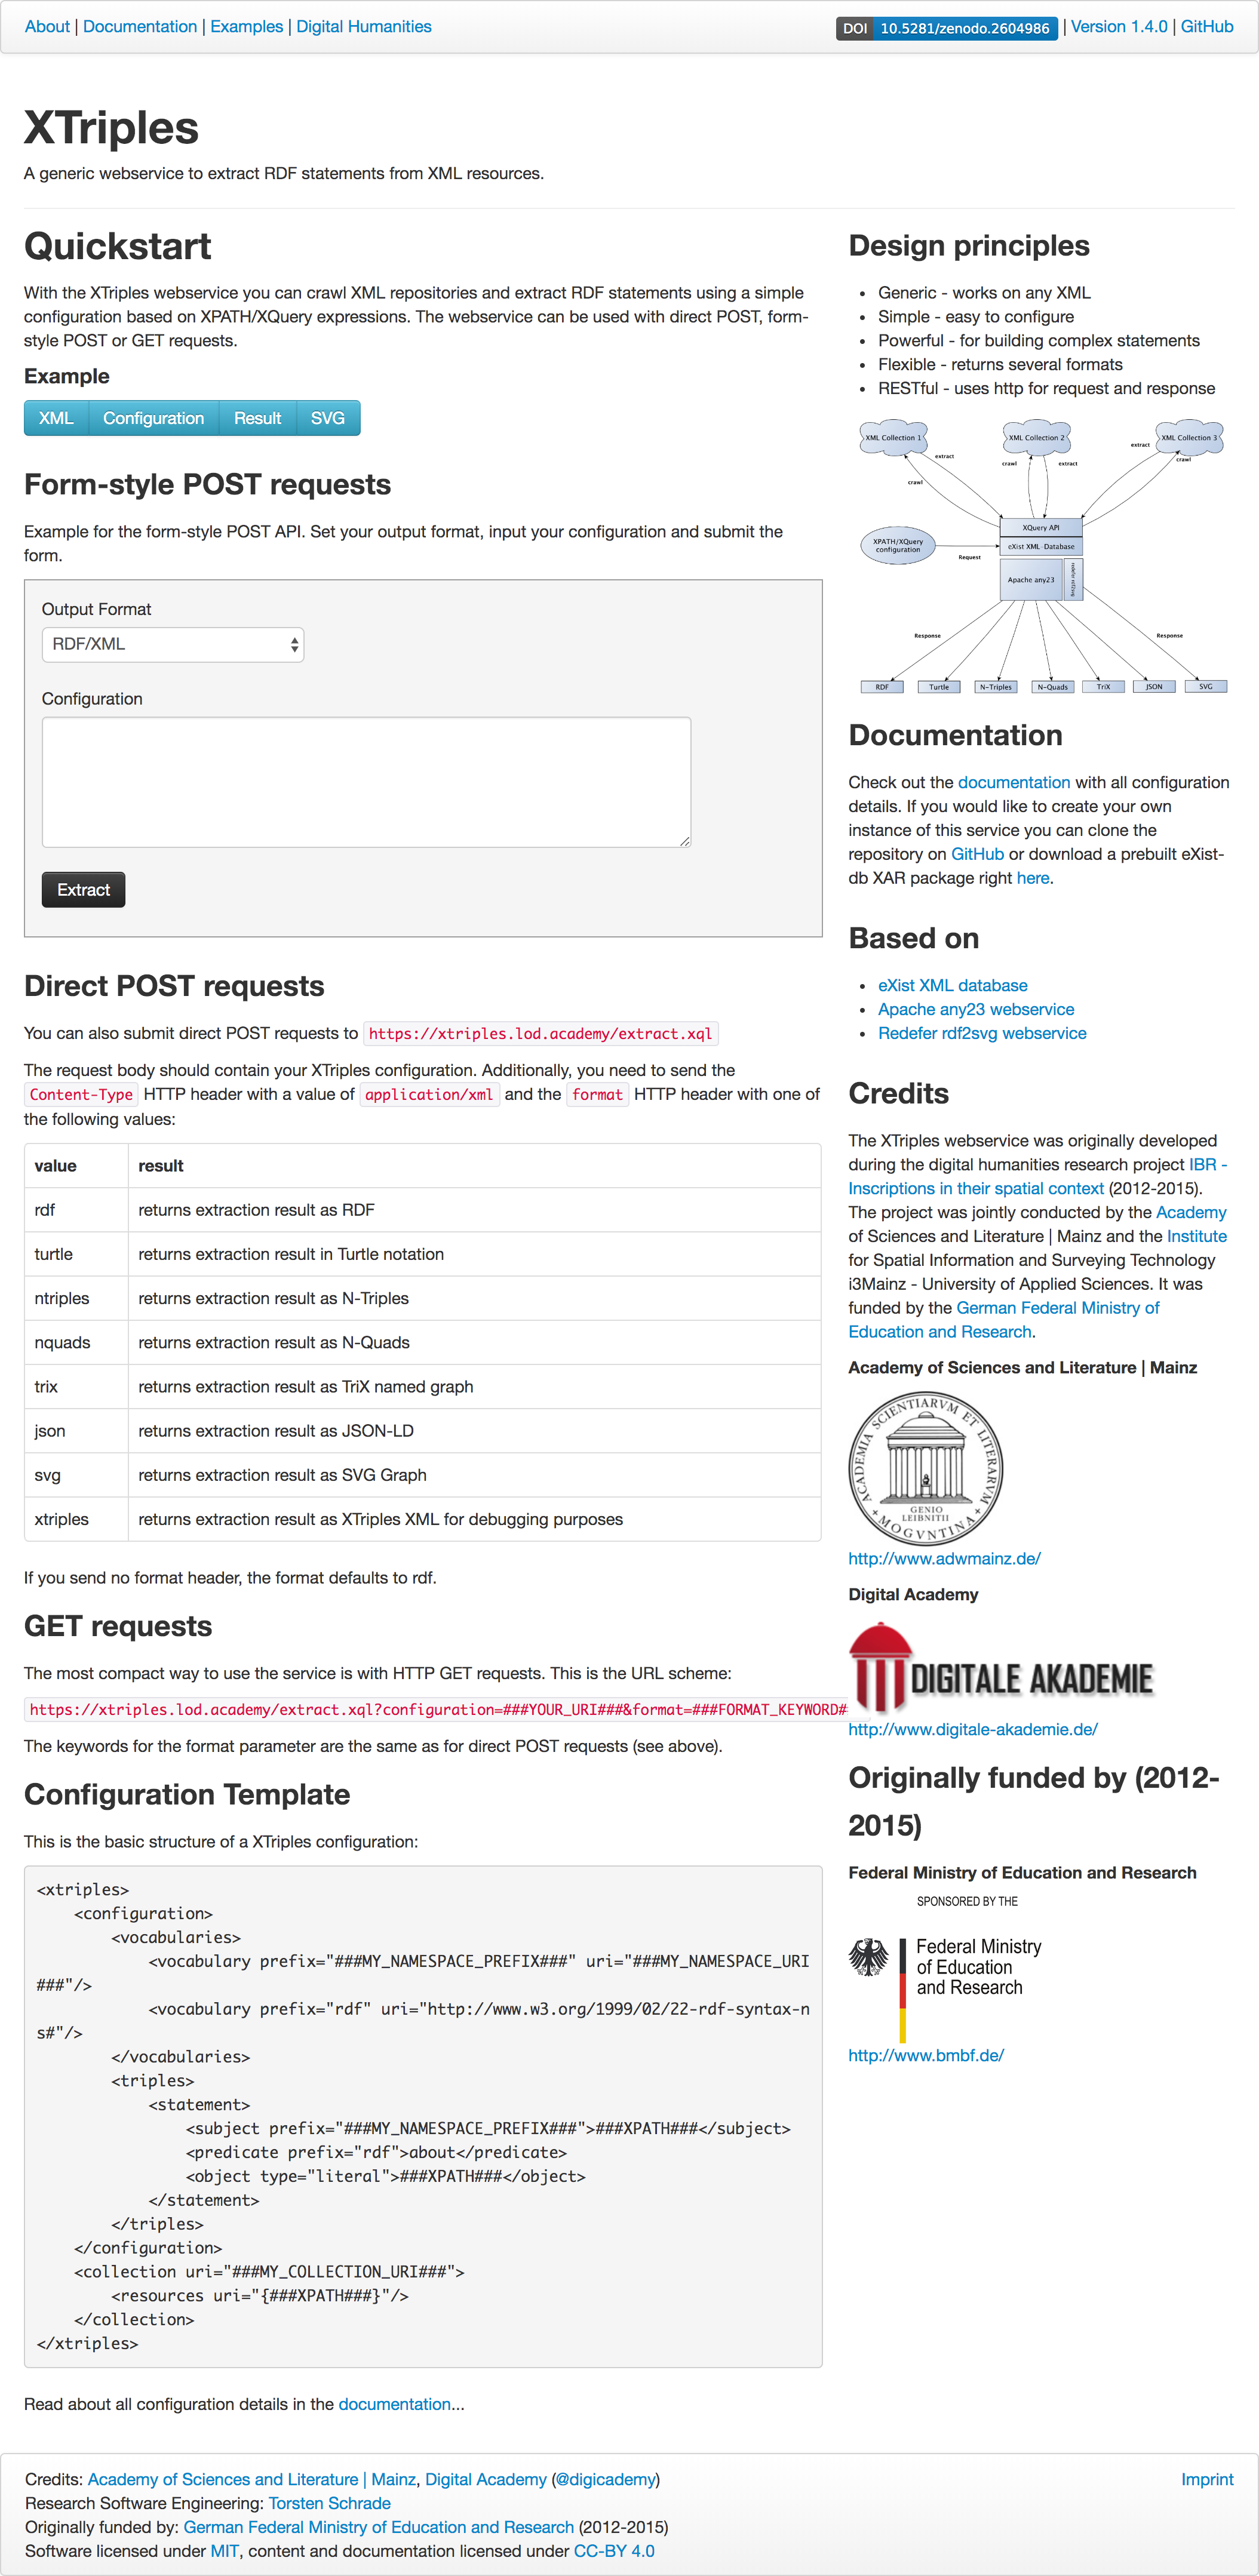 About | Documentation | Examples | Digital Humanities
DOI 10.5281/zenodo.2604986 | Version 1.4.0 | GitHub
XTriples
A generic webservice to extract RDF statements from XML resources.
Quickstart
With the XTriples webservice you can crawl XML repositories and extract RDF statements using a simple
configuration based on XPATH/XQuery expressions. The webservice can be used with direct POST, form-
style POST or GET requests.
Example
XML Configuration Result SVG
Form-style POST requests
Example for the form-style POST API. Set your output format, input your configuration and submit the
form.
Output Format
RDF/XML
Configuration
Extract
Direct POST requests
You can also submit direct POST requests to https://xtriples.lod.academy/extract.xql
The request body should contain your XTriples configuration. Additionally, you need to send the
Content-Type HTTP header with a value of application/xml and the format HTTP header with one of
the following values:
value result
rdf returns extraction result as RDF
turtle returns extraction result in Turtle notation
ntriples returns extraction result as N-Triples
nquads returns extraction result as N-Quads
trix returns extraction result as TriX named graph
json returns extraction result as JSON-LD
svg returns extraction result as SVG Graph
xtriples returns extraction result as XTriples XML for debugging purposes
If you send no format header, the format defaults to rdf.
GET requests
The most compact way to use the service is with HTTP GET requests. This is the URL scheme:
https://xtriples.lod.academy/extract.xql?configuration=###YOUR_URI###&format=###FORMAT_KEYWORD#
The keywords for the format parameter are the same as for direct POST requests (see above).
Configuration Template
This is the basic structure of a XTriples configuration:
<xtriples>
    <configuration>
        <vocabularies>
            <vocabulary prefix="###MY_NAMESPACE_PREFIX###" uri="###MY_NAMESPACE_URI
###"/>
            <vocabulary prefix="rdf" uri="http://www.w3.org/1999/02/22-rdf-syntax-n
s#"/>
        </vocabularies>
        <triples>
            <statement>
                <subject prefix="###MY_NAMESPACE_PREFIX###">###XPATH###</subject>
                <predicate prefix="rdf">about</predicate>
                <object type="literal">###XPATH###</object>
            </statement>
        </triples>
    </configuration>
    <collection uri="###MY_COLLECTION_URI###">
        <resources uri="{###XPATH###}"/>
    </collection>
</xtriples>
Read about all configuration details in the documentation...
Design principles
• Generic - works on any XML
• Simple - easy to configure
• Powerful - for building complex statements
• Flexible - returns several formats
• RESTful - uses http for request and response
XML Collection 1 XML Collection 2 XML Collection 3
extract
crawl
crawl
extract
extract
crawl
XQuery API
XPATH/XQuery
configuration
Request
eXist XML-Database
Apache any23
redefer rdf2svg
Response
Response
RDF Turtle N-Triples N-Quads TriX JSON SVG
Documentation
Check out the documentation with all configuration
details. If you would like to create your own
instance of this service you can clone the
repository on GitHub or download a prebuilt eXist-
db XAR package right here.
Based on
• eXist XML database
• Apache any23 webservice
• Redefer rdf2svg webservice
Credits
The XTriples webservice was originally developed
during the digital humanities research project IBR -
Inscriptions in their spatial context (2012-2015).
The project was jointly conducted by the Academy
of Sciences and Literature | Mainz and the Institute
for Spatial Information and Surveying Technology
i3Mainz - University of Applied Sciences. It was
funded by the German Federal Ministry of
Education and Research.
Academy of Sciences and Literature | Mainz
ACADEMIA SCIENTIARVM ET LITERARVM
GENIO
LEIBNITII
MOGVNTINA
http://www.adwmainz.de/
Digital Academy
DIGITALE AKADEMIE
http://www.digitale-akademie.de/
Originally funded by (2012-
2015)
Federal Ministry of Education and Research
SPONSORED BY THE
Federal Ministry
of Education
and Research
http://www.bmbf.de/
Credits: Academy of Sciences and Literature | Mainz, Digital Academy (@digicademy)
Imprint
Research Software Engineering: Torsten Schrade
Originally funded by: German Federal Ministry of Education and Research (2012-2015)
Software licensed under MIT, content and documentation licensed under CC-BY 4.0